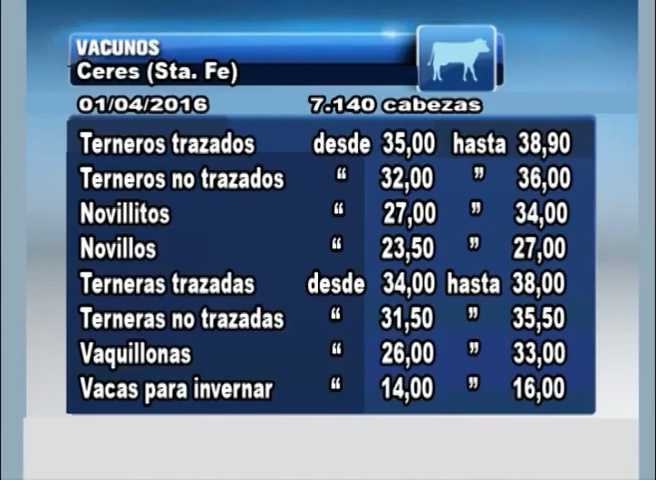 VACUNOS
Ceres (Sta. Fe)
01/04/2016 7.140 cabezas
Terneros trazados desde 35,00 hasta 38,90
Terneros no trazados “ 32,00 ” 36,00
Novillitos “ 27,00 ” 34,00
Novillos “ 23,50 ” 27,00
Terneras trazadas desde 34,00 hasta 38,00
Terneras no trazadas “ 31,50 ” 35,50
Vaquillonas “ 26,00 ” 33,00
Vacas para invernar “ 14,00 ” 16,00